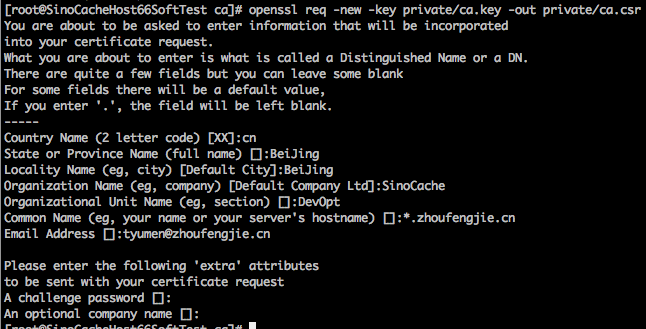 [root@SinoCacheHost66SoftTest ca]# openssl req -new -key private/ca.key -out private/ca.csr
You are about to be asked to enter information that will be incorporated
into your certificate request.
What you are about to enter is what is called a Distinguished Name or a DN.
There are quite a few fields but you can leave some blank
For some fields there will be a default value,
If you enter '.', the field will be left blank.
-----
Country Name (2 letter code) [XX]:cn
State or Province Name (full name) []:BeiJing
Locality Name (eg, city) [Default City]:BeiJing
Organization Name (eg, company) [Default Company Ltd]:SinoCache
Organizational Unit Name (eg, section) []:DevOpt
Common Name (eg, your name or your server's hostname) []:*.zhoufengjie.cn
Email Address []:tyumen@zhoufengjie.cn
Please enter the following 'extra' attributes
to be sent with your certificate request
A challenge password []:
An optional company name []:
[root@SinoCacheHost66SoftTest ca]#